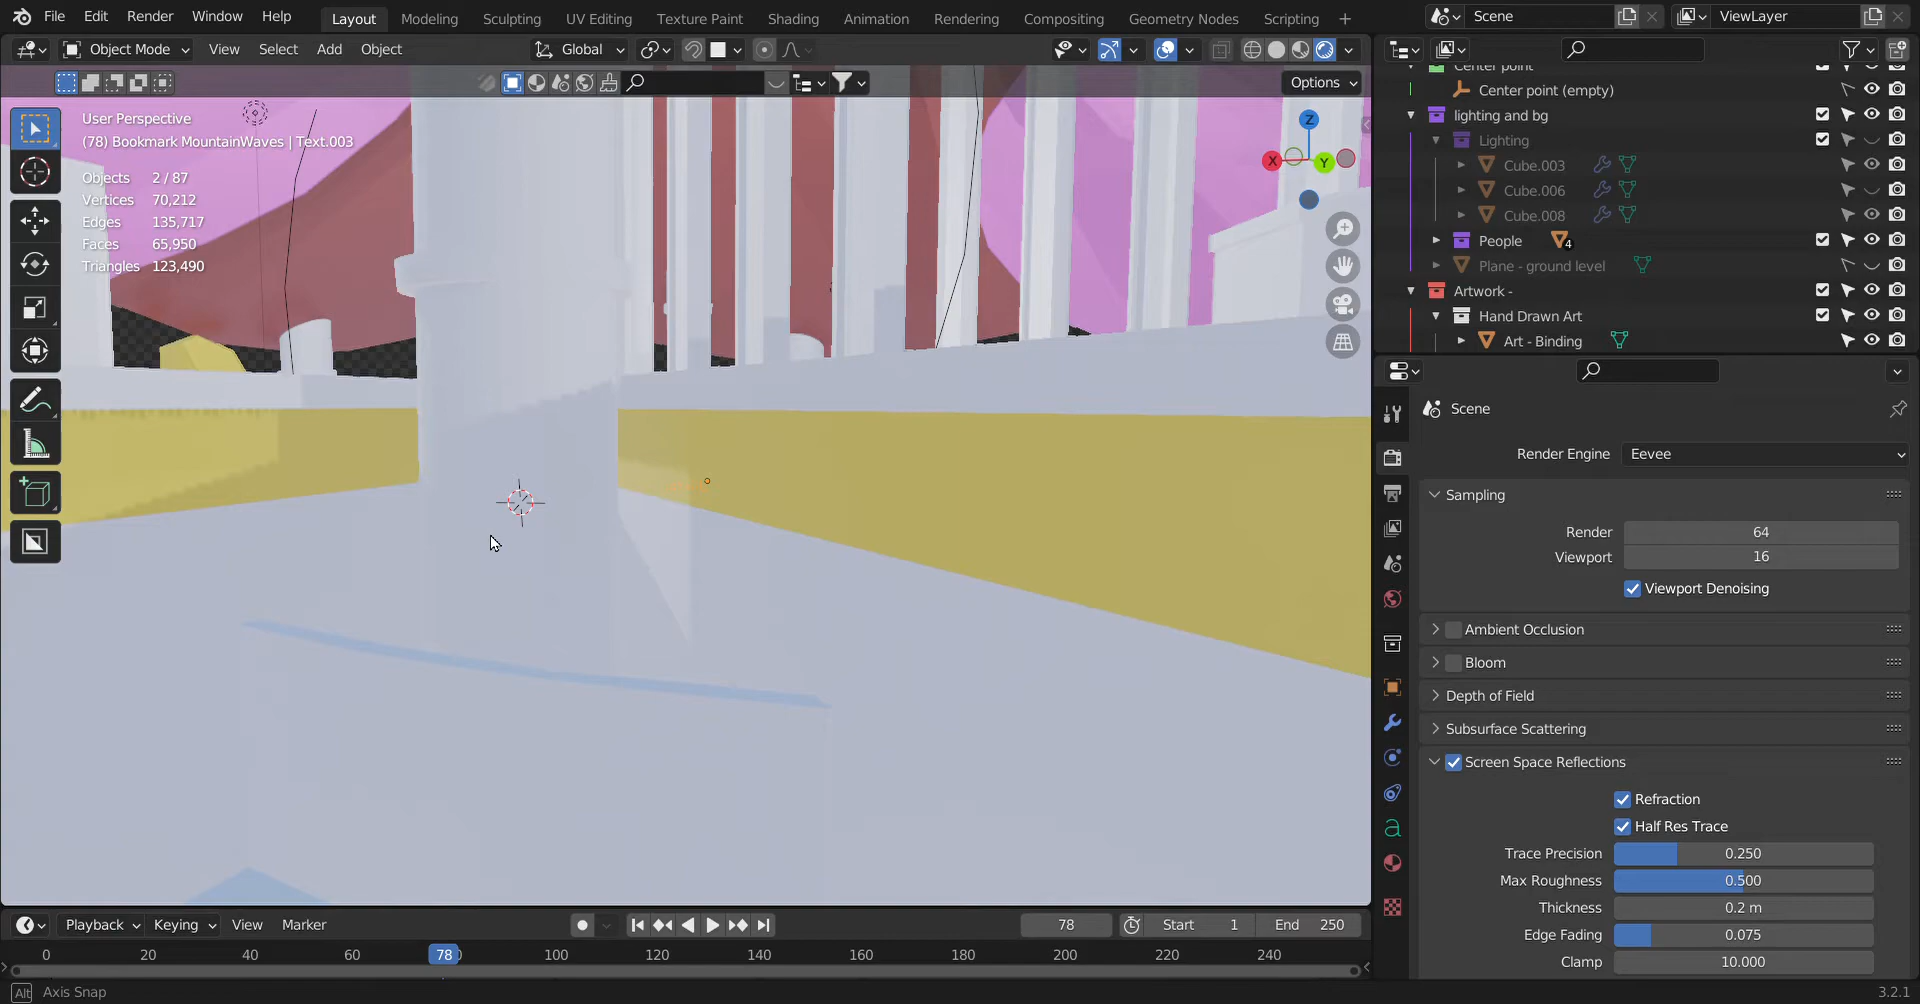 File Edit Render Window Help Layout Modeling Sculpting UV Editing Texture Paint Shading Animation Rendering Compositing Geometry Nodes Scripting + Scene ViewLayer
Object Mode View Select Add Object Global
Options
User Perspective
(78) Bookmark MountainWaves | Text.003
Objects 2 / 87
Vertices 70,212
Edges 135,717
Faces 65,950
Triangles 123,490
Z
X
Y
Center point
Center point (empty)
lighting and bg
Lighting
Cube.003
Cube.006
Cube.008
People 4
Plane - ground level
Artwork -
Hand Drawn Art
Art - Binding
Scene
Render Engine Eevee
Sampling
Render 64
Viewport 16
Viewport Denoising
Ambient Occlusion
Bloom
Depth of Field
Subsurface Scattering
Screen Space Reflections
Refraction
Half Res Trace
Trace Precision 0.250
Max Roughness 0.500
Thickness 0.2 m
Edge Fading 0.075
Clamp 10.000
Playback Keying View Marker 78 Start 1 End 250
0 20 40 60 78 100 120 140 160 180 200 220 240
Alt Axis Snap 3.2.1